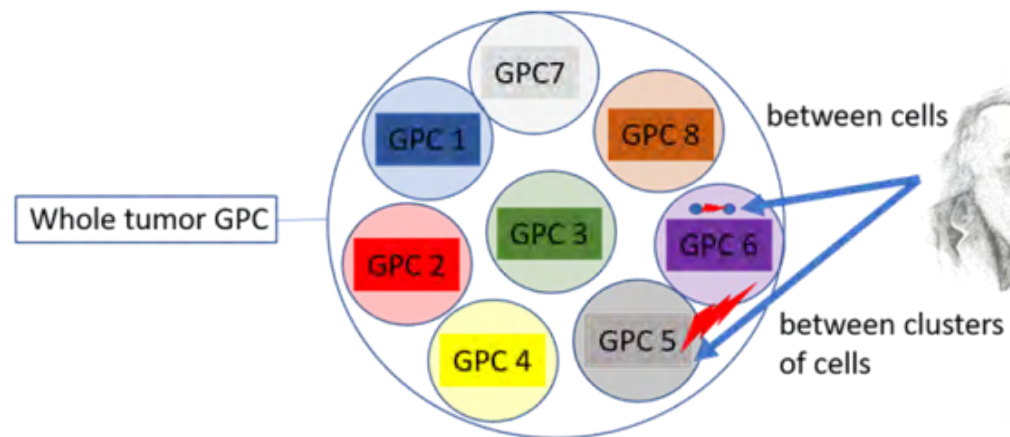 GPC7
GPC 1
GPC 8
between cells
Whole tumor GPC
GPC 3
GPC 6
GPC 2
between clusters
of cells
GPC 5
GPC 4